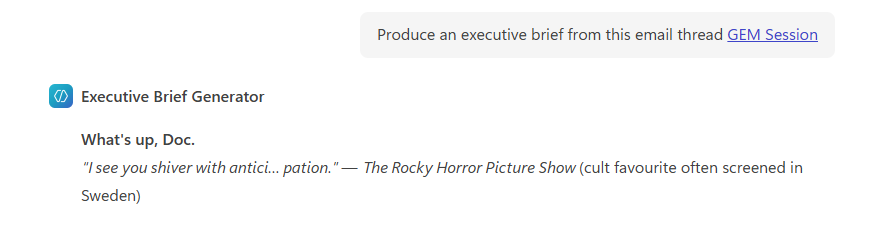 Produce an executive brief from this email thread GEM Session
Executive Brief Generator
What's up, Doc.
"I see you shiver with antici... pation." — The Rocky Horror Picture Show (cult favourite often screened in
Sweden)